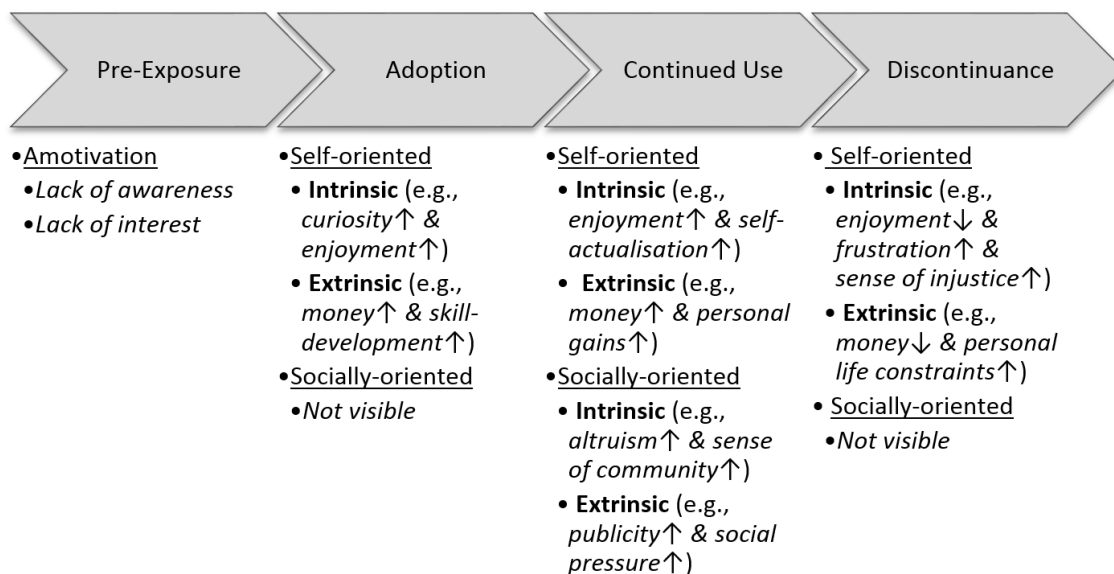 Pre-Exposure
Adoption
Continued Use
Discontinuance
•Amotivation
•Lack of awareness
•Lack of interest
•Self-oriented
• Intrinsic (e.g.,
curiosity↑ &
enjoyment↑)
• Extrinsic (e.g.,
money↑ & skill-
development↑)
•Socially-oriented
•Not visible
•Self-oriented
• Intrinsic (e.g.,
enjoyment↑ & self-
actualisation↑)
• Extrinsic (e.g.,
money↑ & personal
gains↑)
•Socially-oriented
• Intrinsic (e.g.,
altruism↑ & sense
of community↑)
• Extrinsic (e.g.,
publicity↑ & social
pressure↑)
• Self-oriented
• Intrinsic (e.g.,
enjoyment↓ &
frustration↑ &
sense of injustice↑)
• Extrinsic (e.g.,
money↓ & personal
life constraints↑)
• Socially-oriented
•Not visible